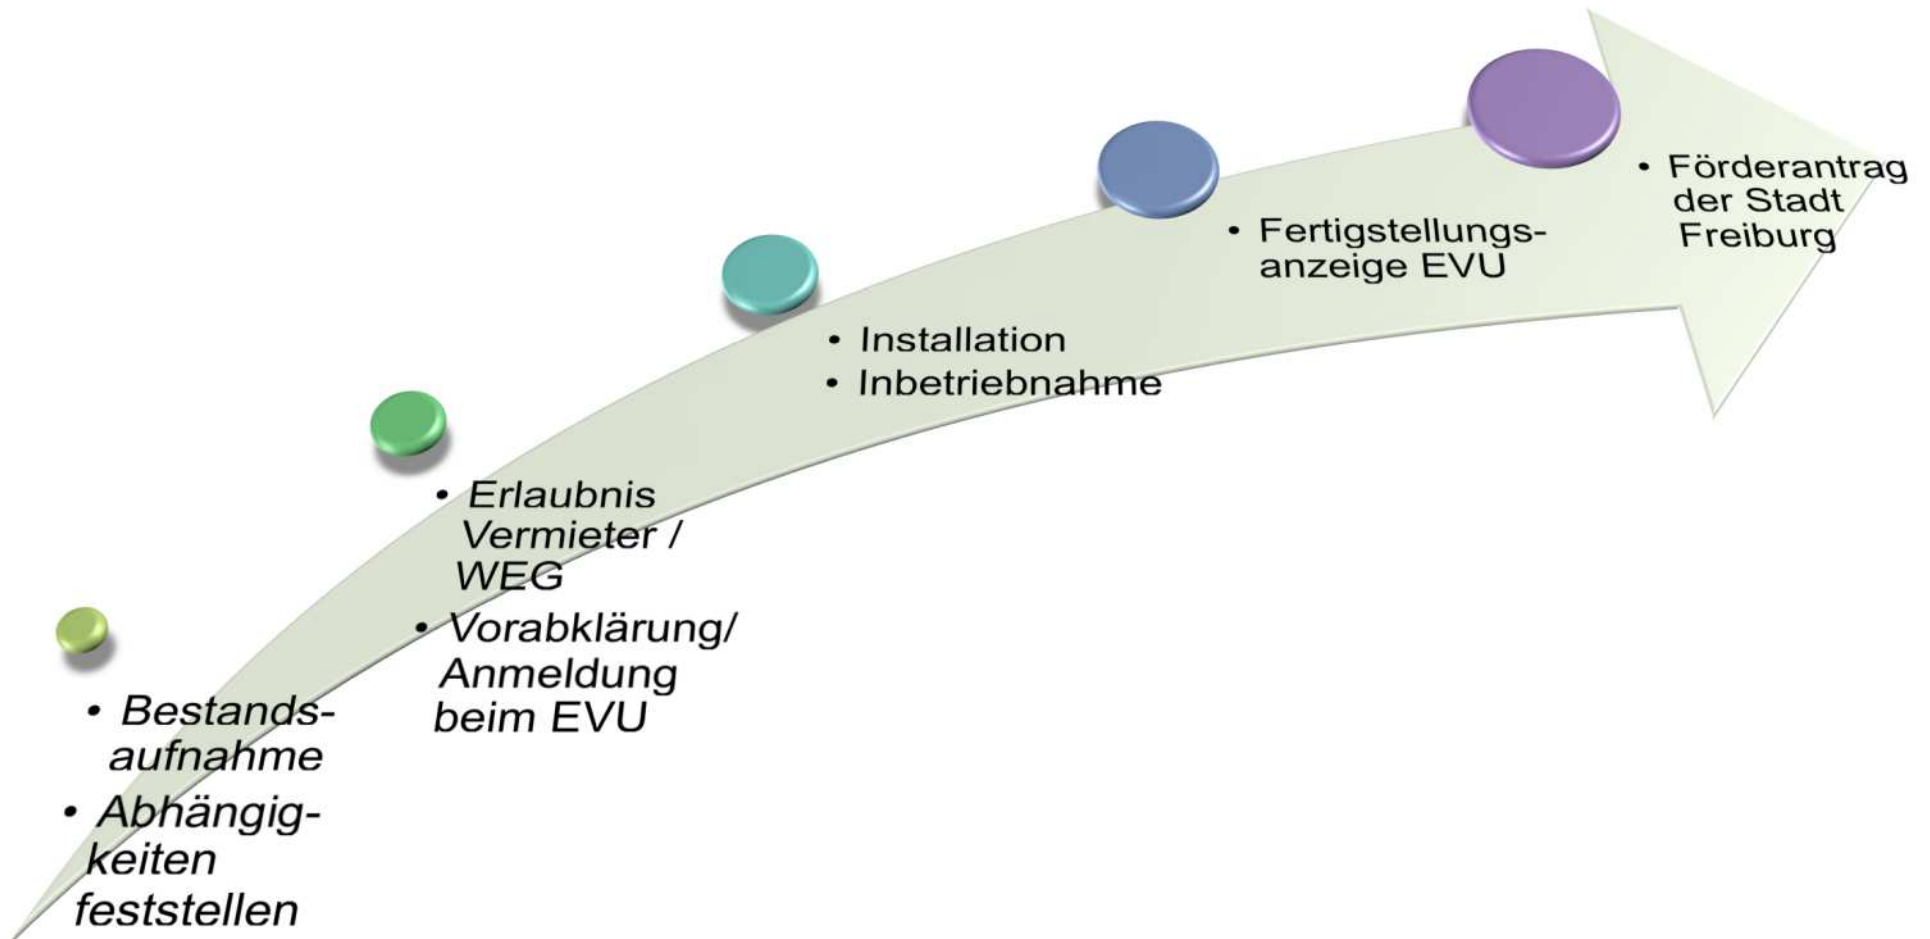 • Bestands-
aufnahme
• Abhängig-
keiten
feststellen
• Erlaubnis
Vermieter /
WEG
• Vorabklärung/
Anmeldung
beim EVU
• Installation
• Inbetriebnahme
• Fertigstellungs-
anzeige EVU
• Förderantrag
der Stadt
Freiburg